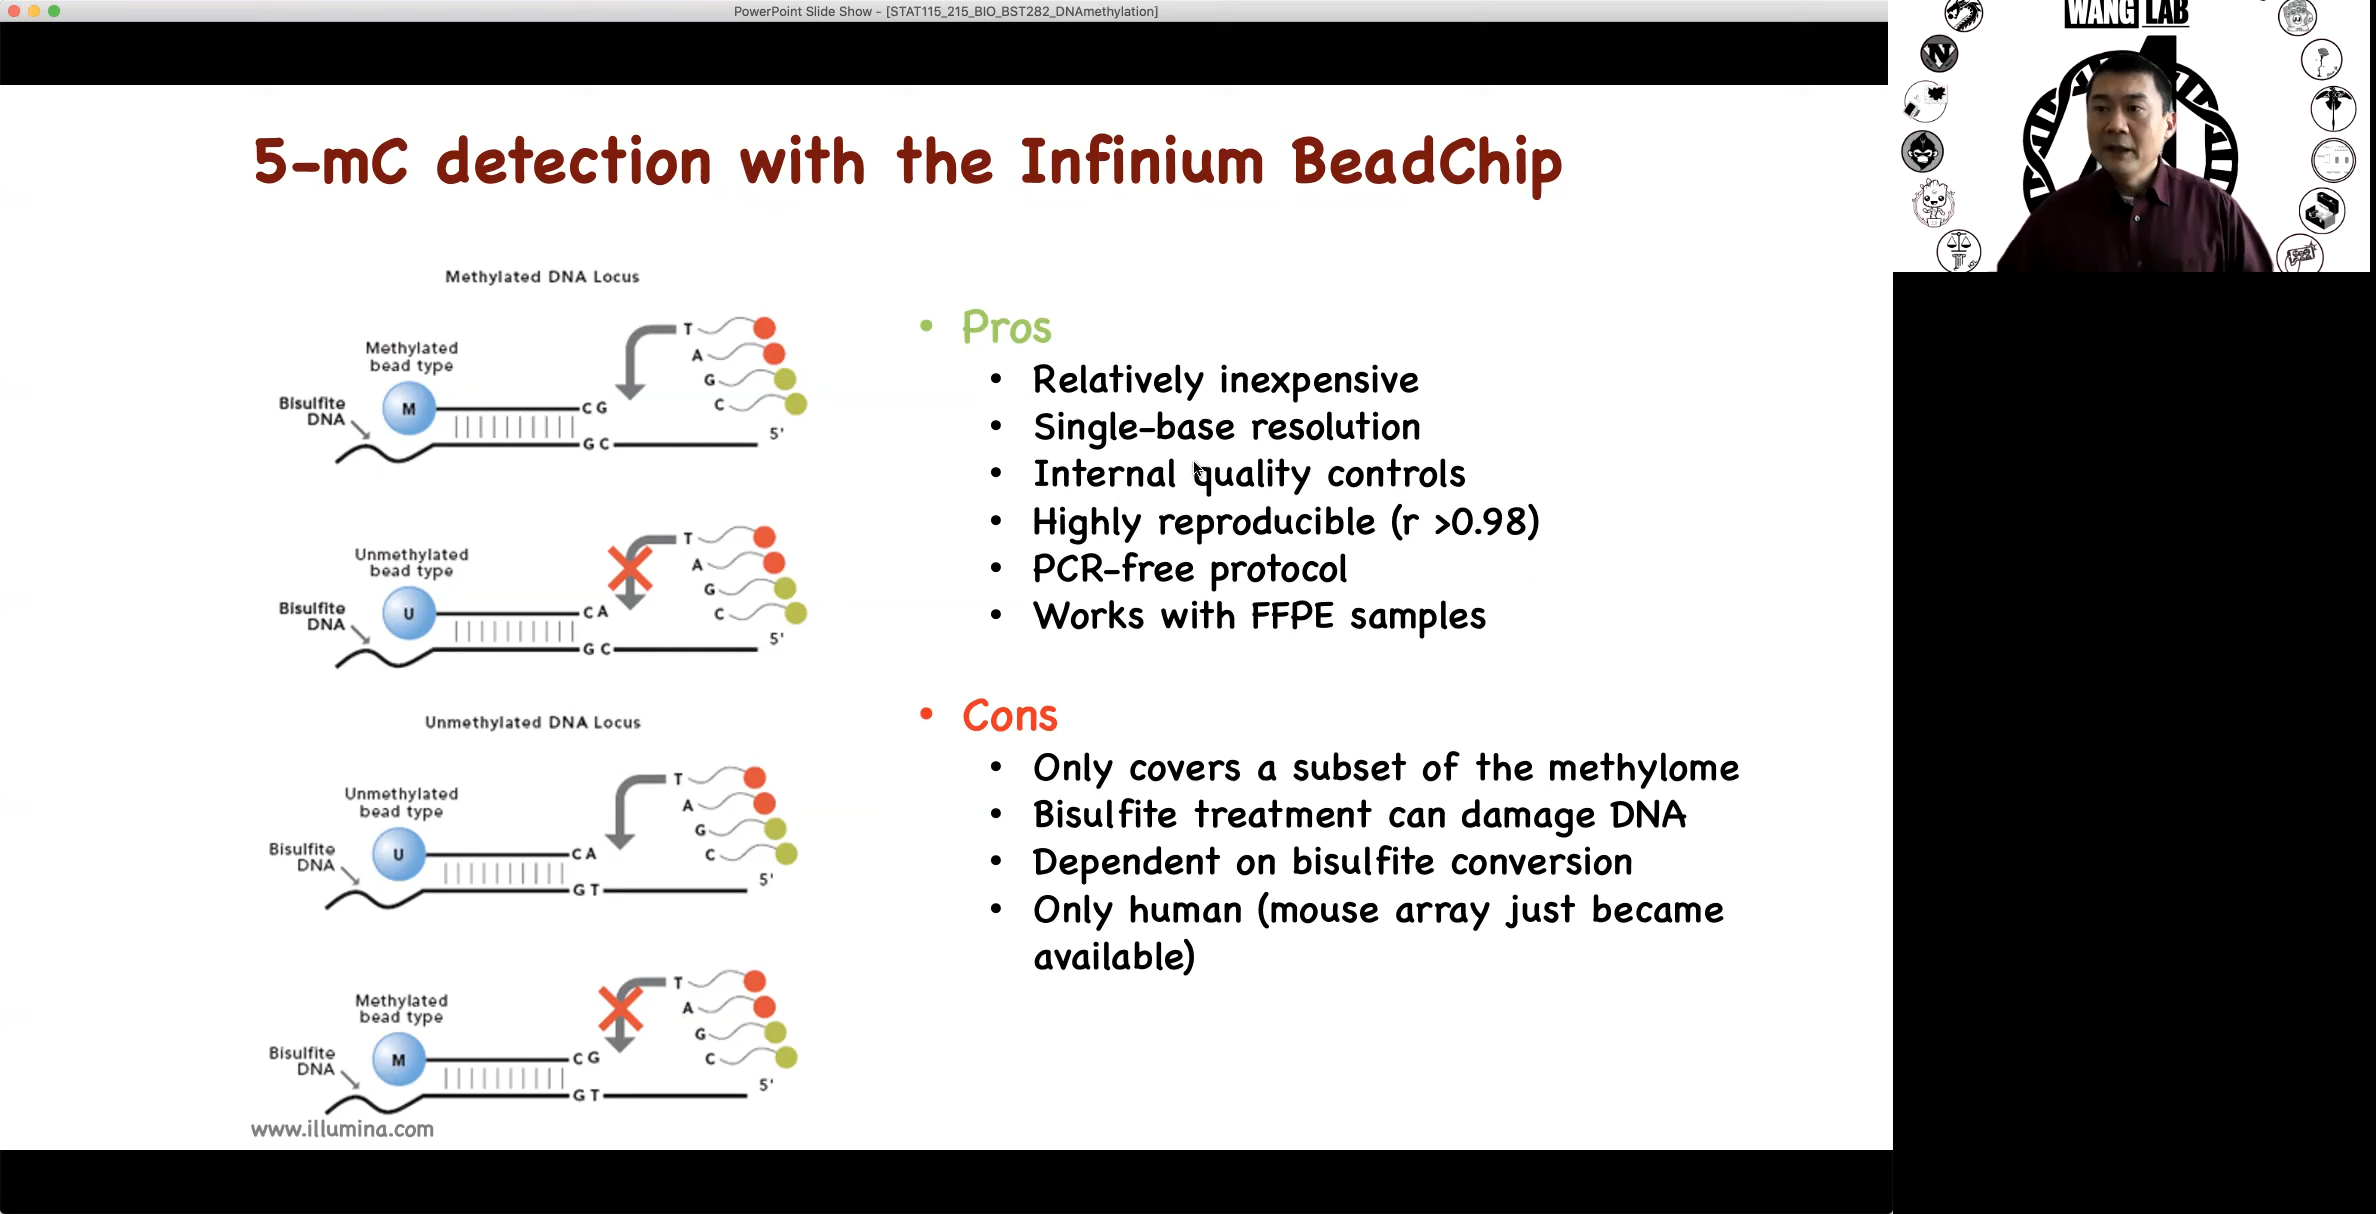 PowerPoint Slide Show - [STAT115_215_BIO_BST282_DNAmethylation]
WANG LAB
5-mC detection with the Infinium BeadChip
Methylated DNA Locus
Methylated
bead type
Bisulfite
DNA
M
C G
G C
T
A
G
C
5'
Unmethylated
bead type
Bisulfite
DNA
U
C A
G C
T
A
G
C
5'
Unmethylated DNA Locus
Unmethylated
bead type
Bisulfite
DNA
U
C A
G T
T
A
G
C
5'
Methylated
bead type
Bisulfite
DNA
M
C G
G T
T
A
G
C
5'
www.illumina.com
• Pros
• Relatively inexpensive
• Single-base resolution
• Internal quality controls
• Highly reproducible (r >0.98)
• PCR-free protocol
• Works with FFPE samples
• Cons
• Only covers a subset of the methylome
• Bisulfite treatment can damage DNA
• Dependent on bisulfite conversion
• Only human (mouse array just became
available)
N